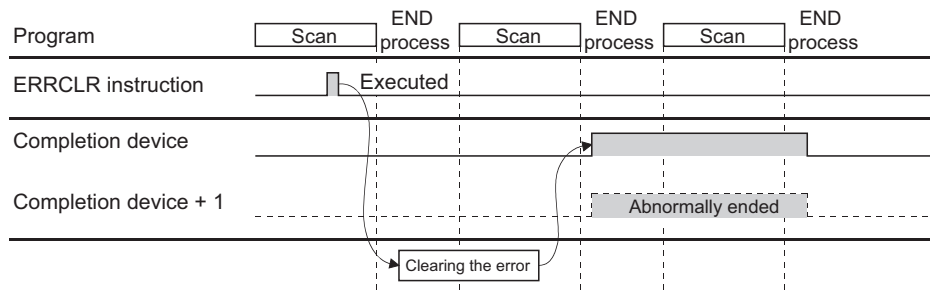 END END END
Program Scan process Scan process Scan process
ERRCLR instruction Executed
Completion device
Completion device + 1 Abnormally ended
Clearing the error